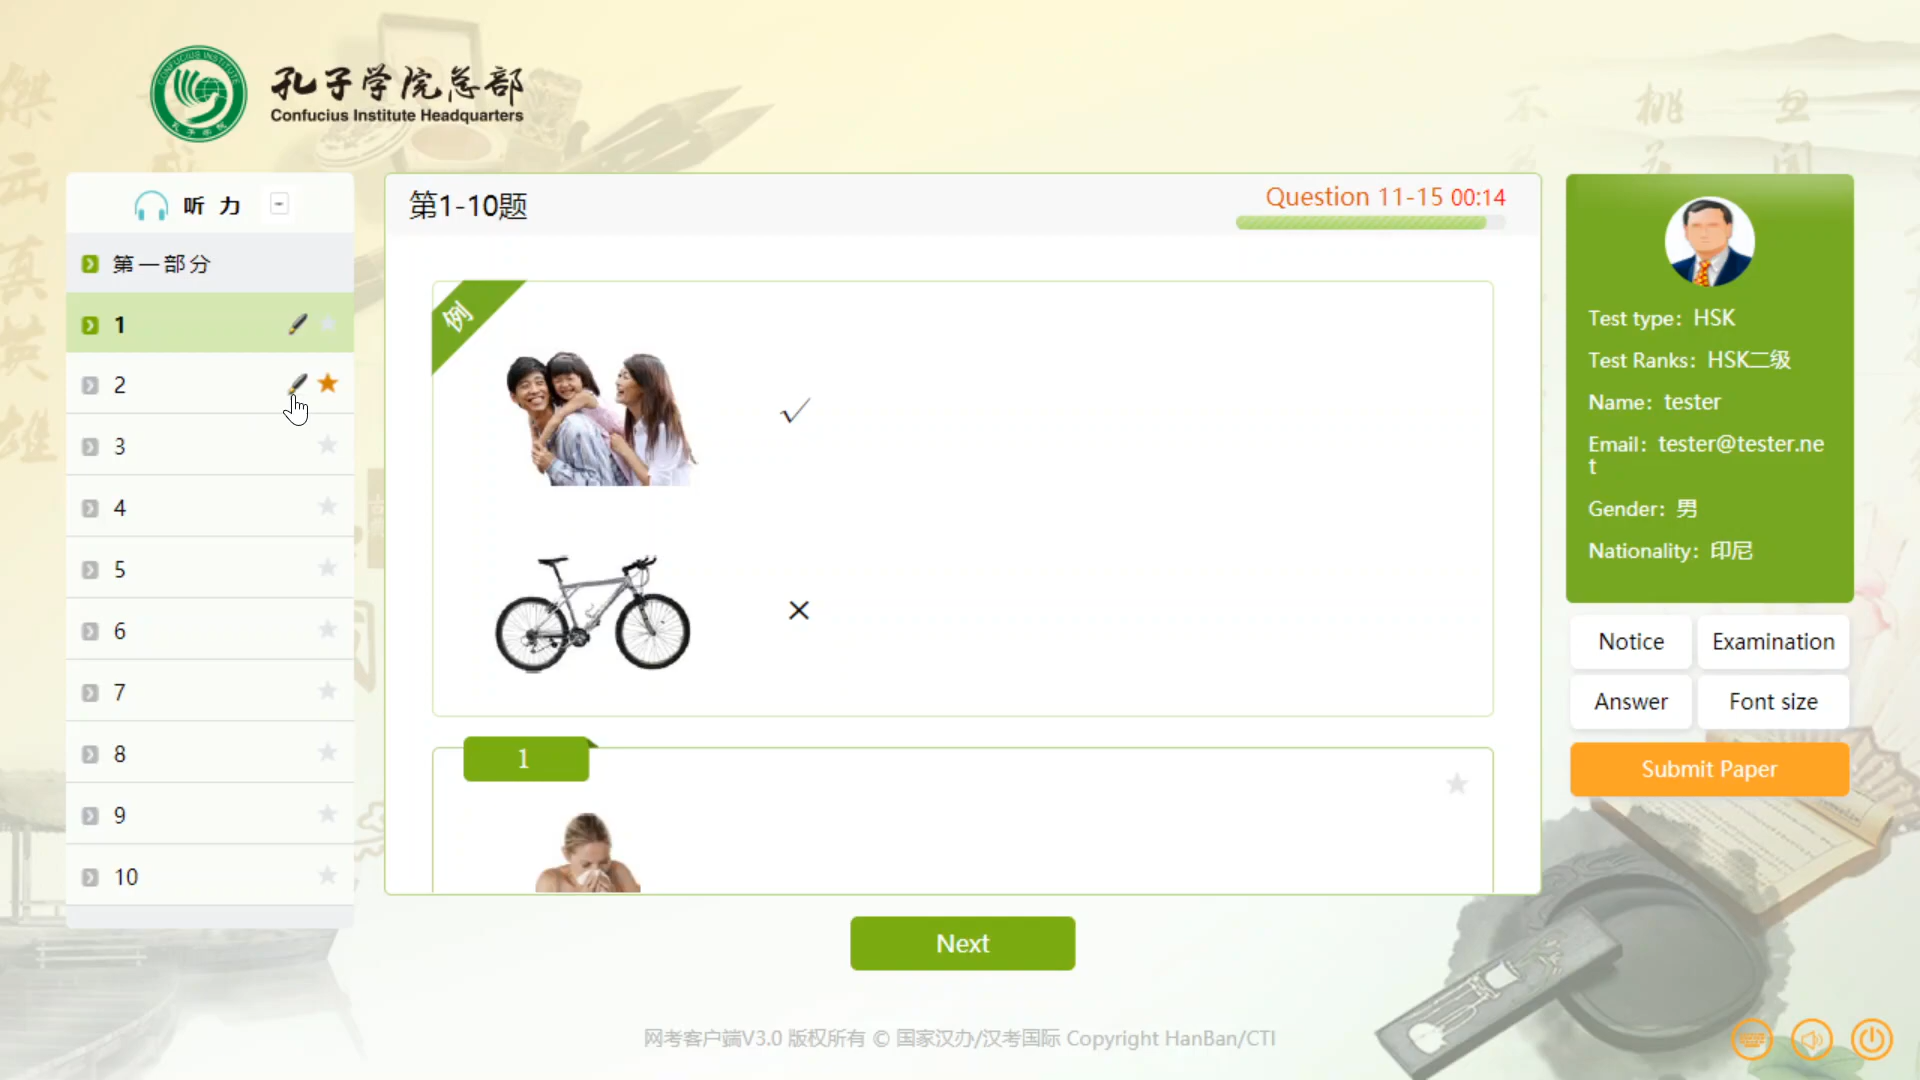 孔子学院总部
Confucius Institute Headquarters
听 力
第一部分
1
2
3
4
5
6
7
8
9
10
第1-10题
Question 11-15 00:14
例
√
×
1
Next
Test type: HSK
Test Ranks: HSK二级
Name: tester
Email: tester@tester.ne
t
Gender: 男
Nationality: 印尼
Notice
Examination
Answer
Font size
Submit Paper
网考客户端V3.0 版权所有 © 国家汉办/汉考国际 Copyright HanBan/CTI